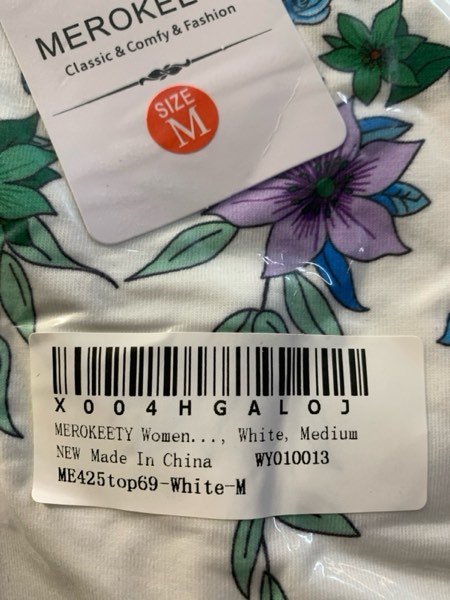 MEROKEE
Classic & Comfy & Fashion
SIZE
M
X004HGALOJ
MEROKEETY Women..., White, Medium
NEW Made In China WY010013
ME425top69-White-M